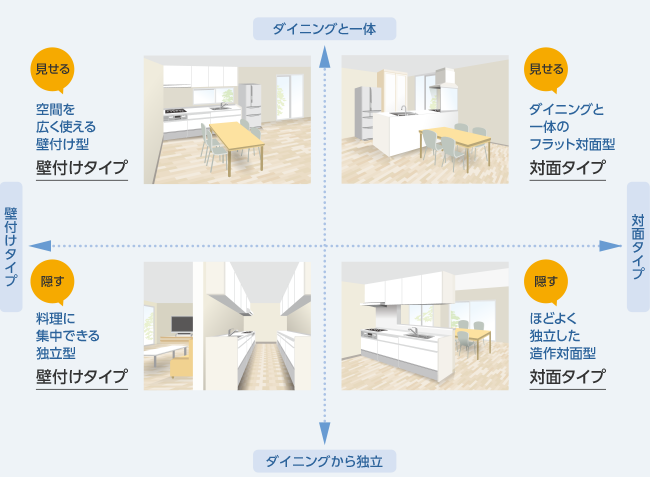 ダイニングと一体
見せる
空間を
広く使える
壁付け型
壁付けタイプ
見せる
ダイニングと
一体の
フラット対面型
対面タイプ
壁付けタイプ
対面タイプ
隠す
料理に
集中できる
独立型
壁付けタイプ
隠す
ほどよく
独立した
造作対面型
対面タイプ
ダイニングから独立